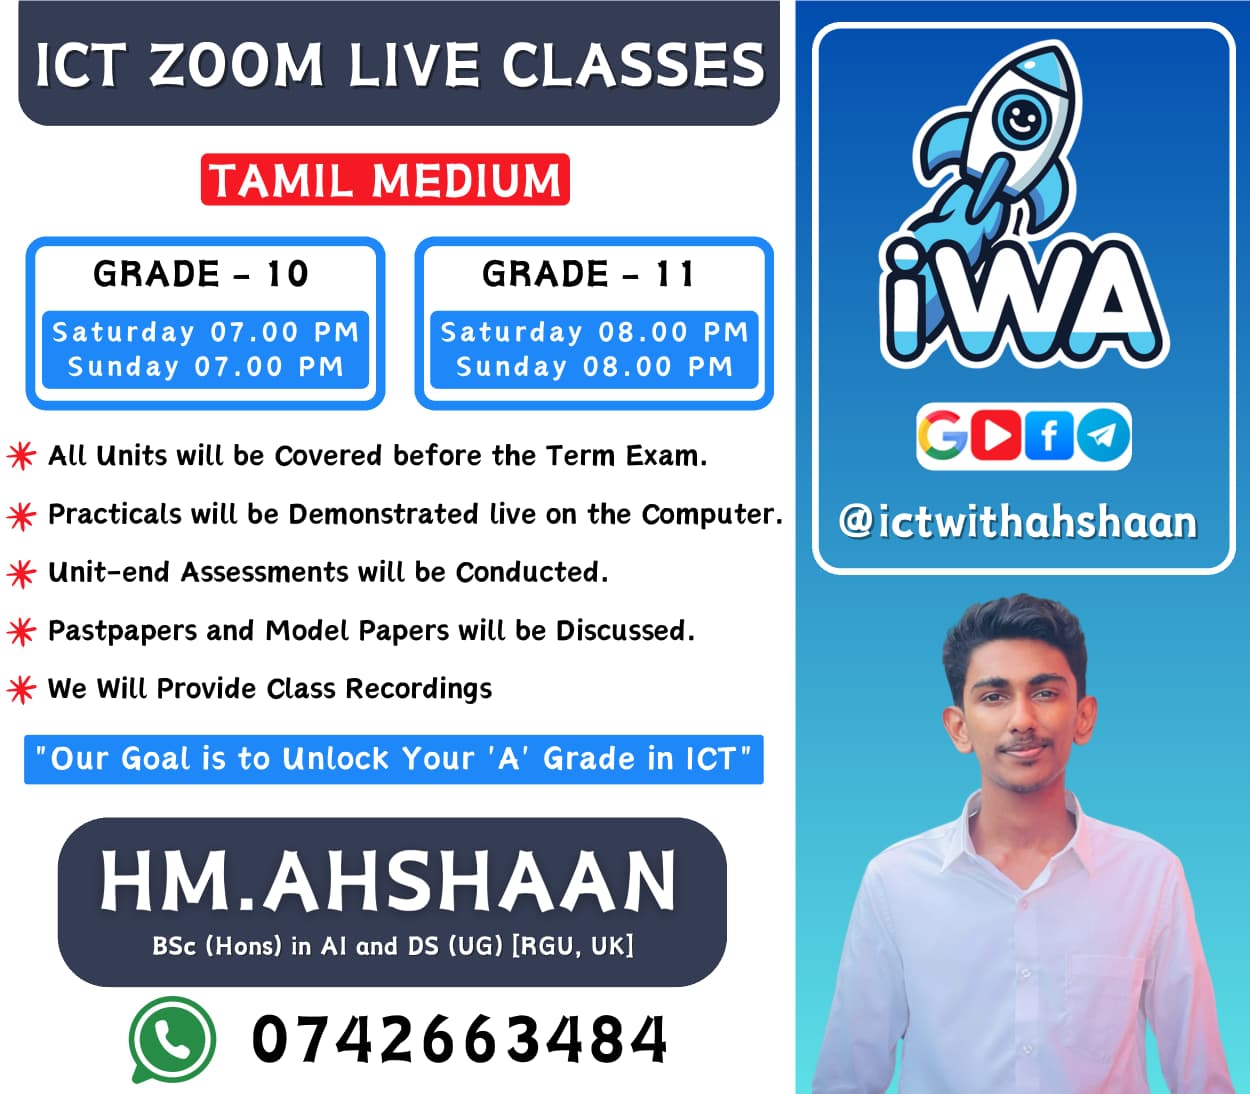 ICT ZOOM LIVE CLASSES
TAMIL MEDIUM
GRADE - 10
Saturday 07.00 PM
Sunday 07.00 PM
GRADE - 11
Saturday 08.00 PM
Sunday 08.00 PM
All Units will be Covered before the Term Exam.
Practicals will be Demonstrated live on the Computer.
Unit-end Assessments will be Conducted.
Pastpapers and Model Papers will be Discussed.
We Will Provide Class Recordings
"Our Goal is to Unlock Your 'A' Grade in ICT"
HM.AHSHAAN
BSc (Hons) in AI and DS (UG) [RGU, UK]
0742663484
iWA
@ictwithahshaan